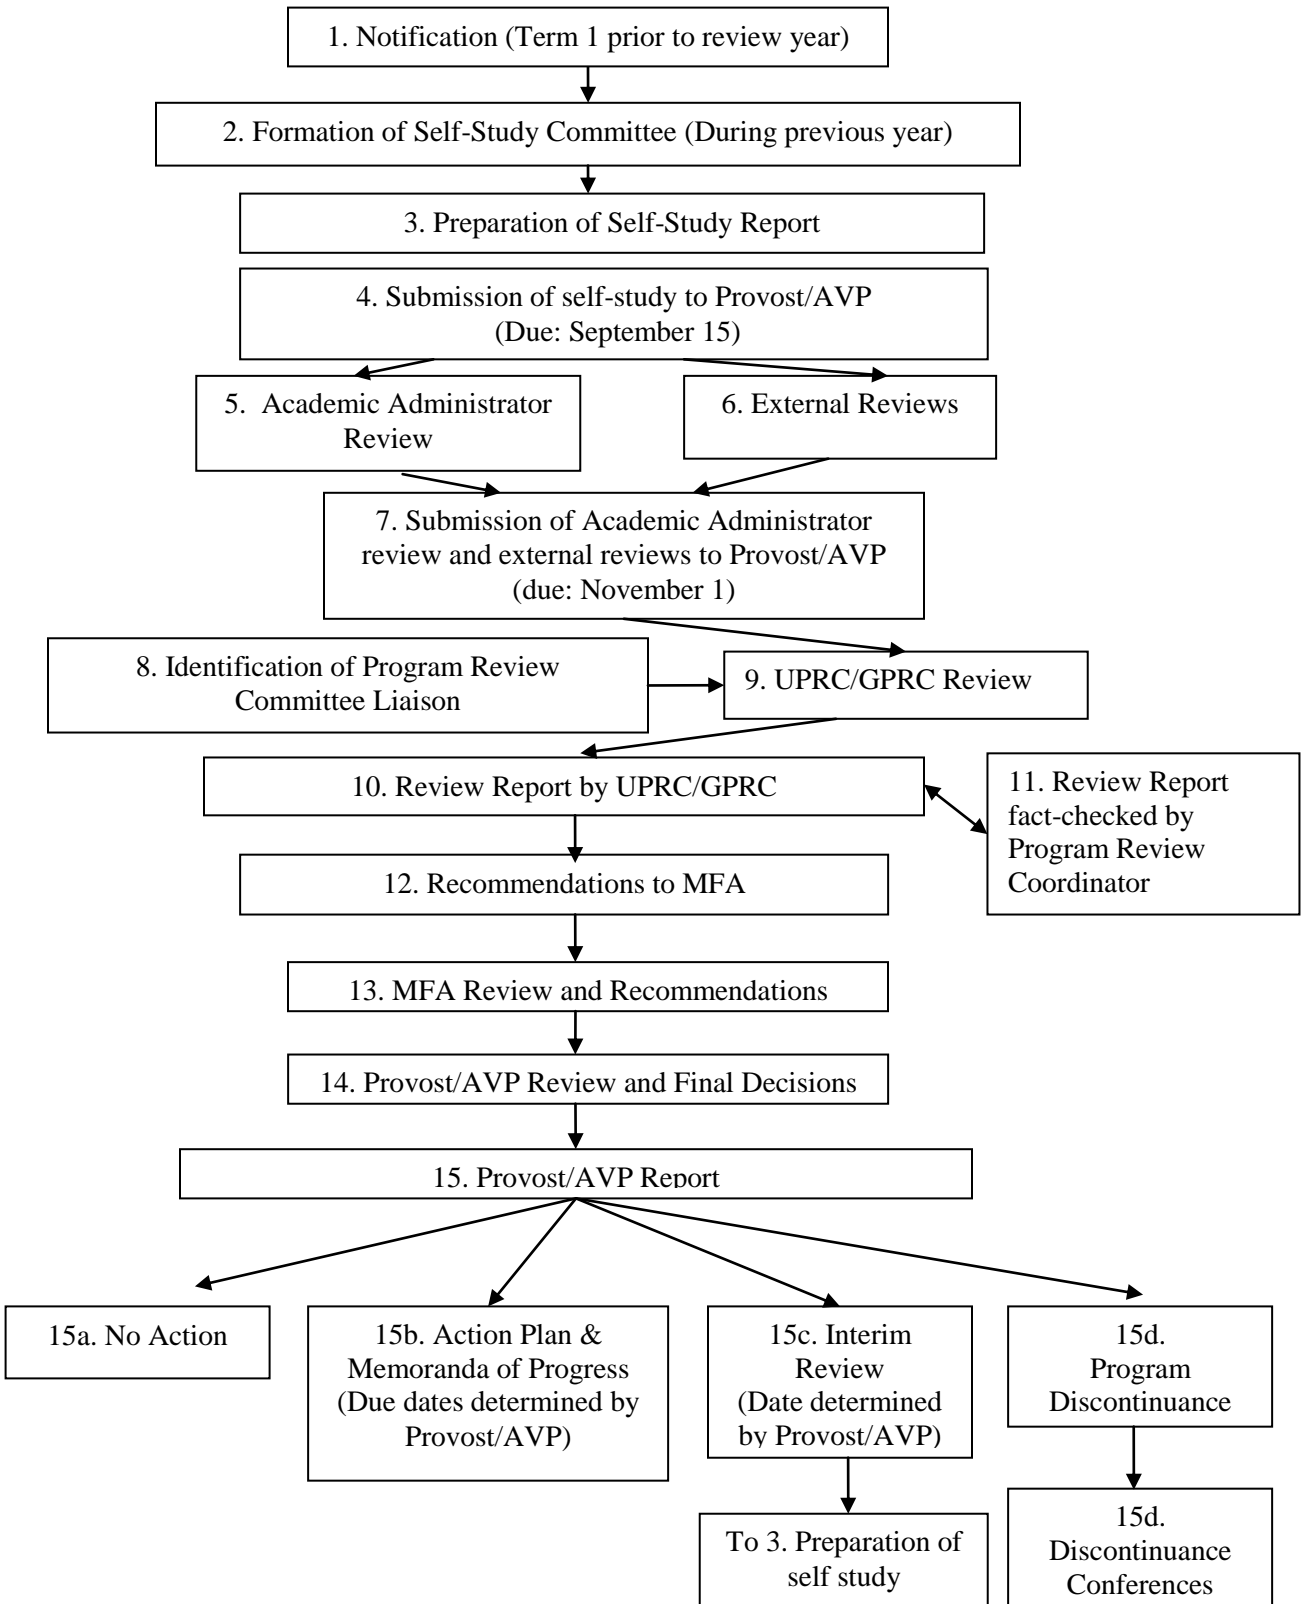 1. Notification (Term 1 prior to review year)
2. Formation of Self-Study Committee (During previous year)
3. Preparation of Self-Study Report
4. Submission of self-study to Provost/AVP
(Due: September 15)
5. Academic Administrator
Review
6. External Reviews
7. Submission of Academic Administrator
review and external reviews to Provost/AVP
(due: November 1)
8. Identification of Program Review
Committee Liaison
9. UPRC/GPRC Review
10. Review Report by UPRC/GPRC
11. Review Report
fact-checked by
Program Review
Coordinator
12. Recommendations to MFA
13. MFA Review and Recommendations
14. Provost/AVP Review and Final Decisions
15. Provost/AVP Report
15a. No Action
15b. Action Plan &
Memoranda of Progress
(Due dates determined by
Provost/AVP)
15c. Interim
Review
(Date determined
by Provost/AVP)
15d.
Program
Discontinuance
To 3. Preparation of
self study
15d.
Discontinuance
Conferences